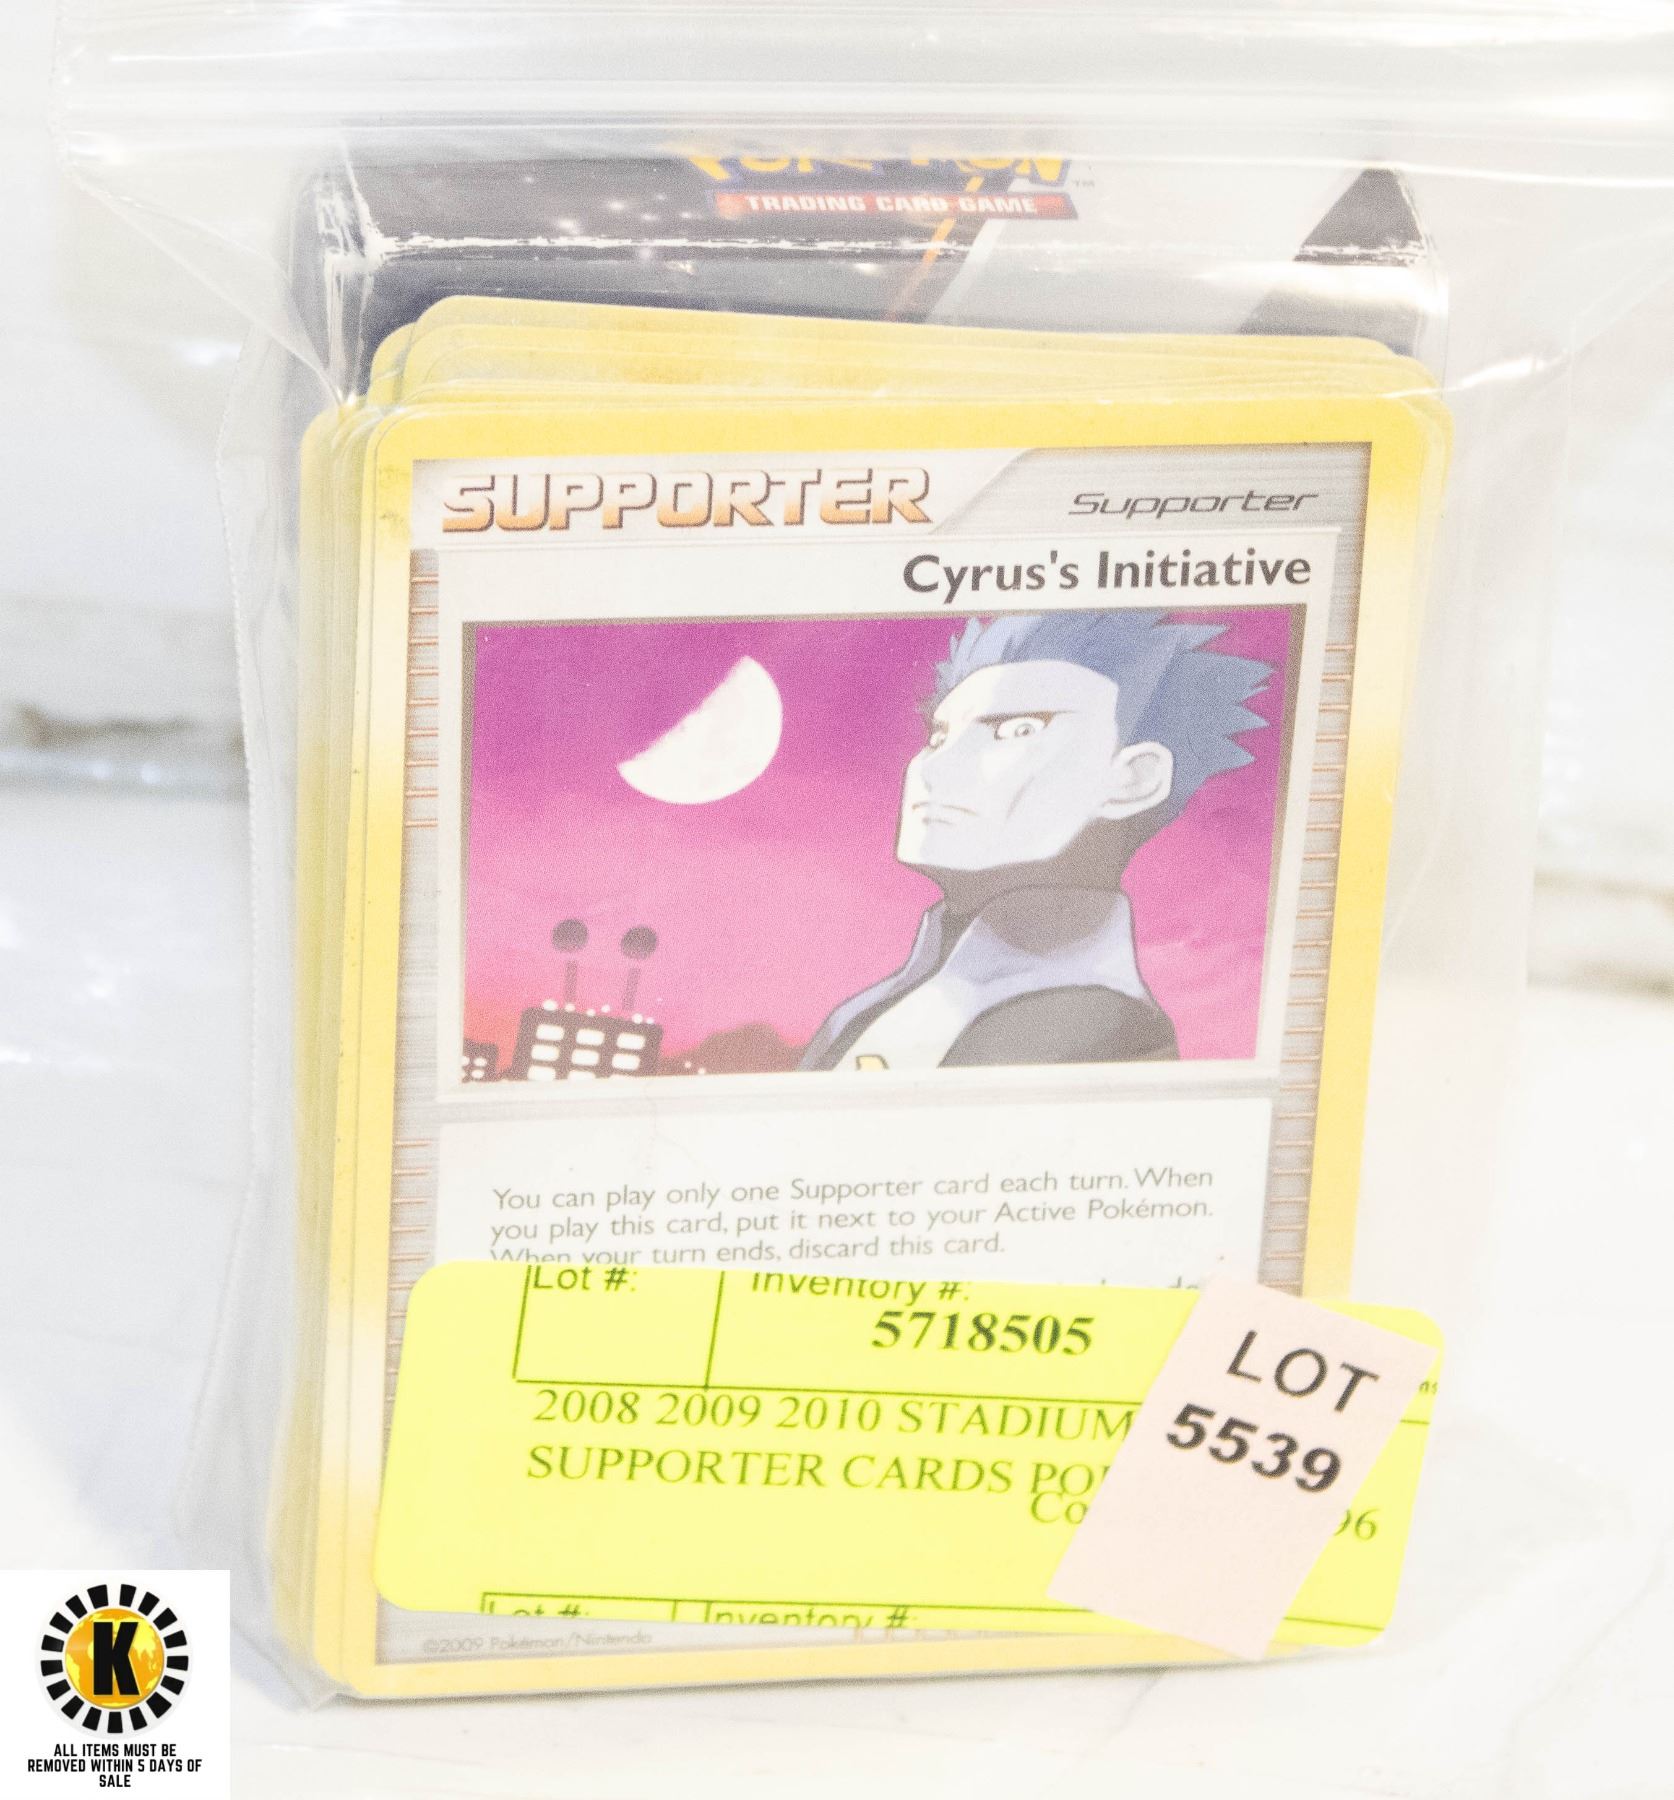 TRADING CARD GAME
SUPPORTER
Supporter
Cyrus's Initiative
You can play only one Supporter card each turn. When
you play this card, put it next to your Active Pokémon.
When your turn ends, discard this card.
Lot #:
Inventory #:
5718505
2008 2009 2010 STADIUM
SUPPORTER CARDS
LOT
5539
Lot #:
Inventory #:
©2009 Pokémon/Nintendo
K
ALL ITEMS MUST BE
REMOVED WITHIN 5 DAYS OF
SALE